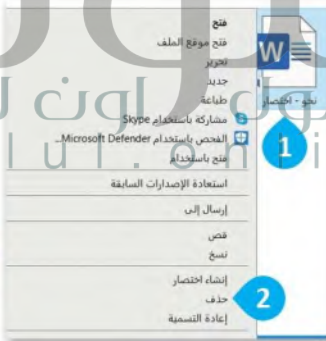 فتح
فتح موقع الملف
تحرير
جديد
طباعة
مشاركة باستخدام Skype
الفحص باستخدام Microsoft Defender...
فتح باستخدام
استعادة الإصدارات السابقة
إرسال إلى
قص
نسخ
إنشاء اختصار
حذف
إعادة التسمية
W
نحو - اختصار
1
2